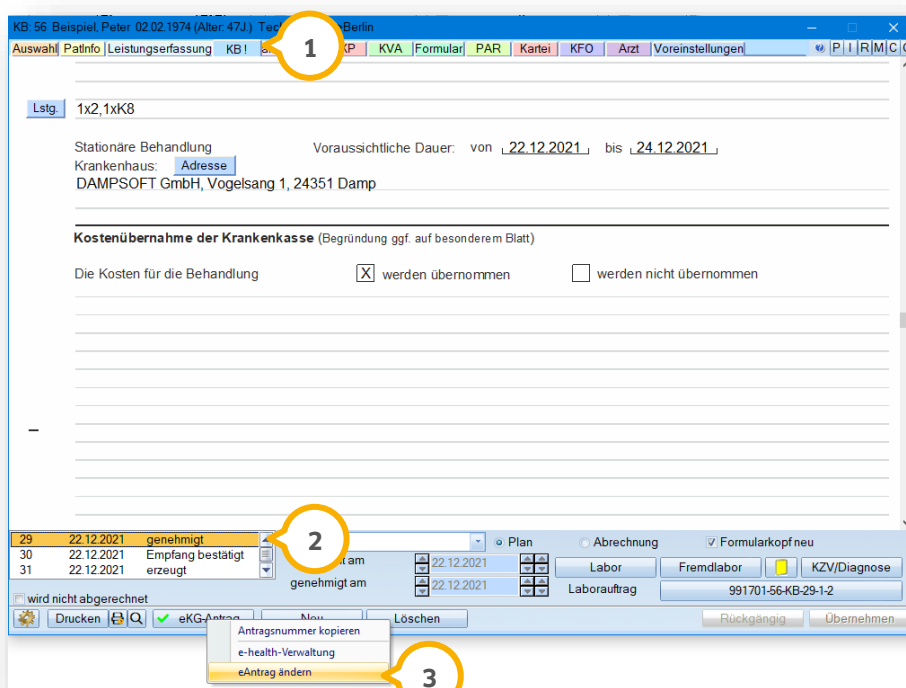 KB: 56 Beispiel, Peter 02.02.1974 (Alter: 47J.) Berlin
Auswahl PatInfo Leistungserfassung KB ! KVA Formular PAR Kartei KFO Arzt Voreinstellungen P I R M C
1
Lstg. 1x2,1xK8
Stationäre Behandlung Voraussichtliche Dauer: von 22.12.2021 bis 24.12.2021
Krankenhaus: Adresse
DAMPSOFT GmbH, Vogelsang 1, 24351 Damp
Kostenübernahme der Krankenkasse (Begründung ggf. auf besonderem Blatt)
Die Kosten für die Behandlung X werden übernommen werden nicht übernommen
29 22.12.2021 genehmigt
30 22.12.2021 Empfang bestätigt
31 22.12.2021 erzeugt
2
Plan Abrechnung Formularkopf neu
am 22.12.2021 Labor Fremdlabor KZV/Diagnose
genehmigt am 22.12.2021 Laborauftrag 991701-56-KB-29-1-2
wird nicht abgerechnet
Drucken eKG-Antrag Neu Löschen Rückgängig Übernehmen
Antragsnummer kopieren
e-health-Verwaltung
eAntrag ändern
3